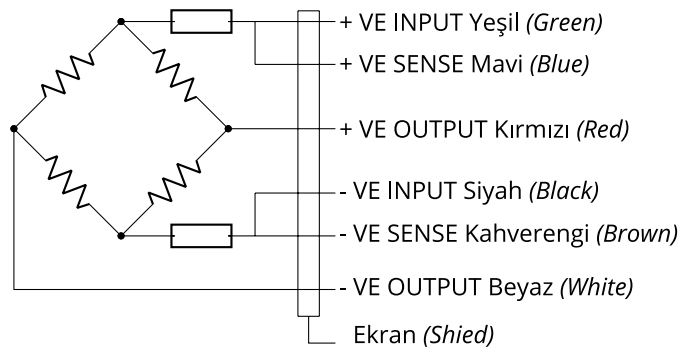 + VE INPUT Yeşil (Green)
+ VE SENSE Mavi (Blue)
+ VE OUTPUT Kırmızı (Red)
- VE INPUT Siyah (Black)
- VE SENSE Kahverengi (Brown)
- VE OUTPUT Beyaz (White)
Ekran (Shied)